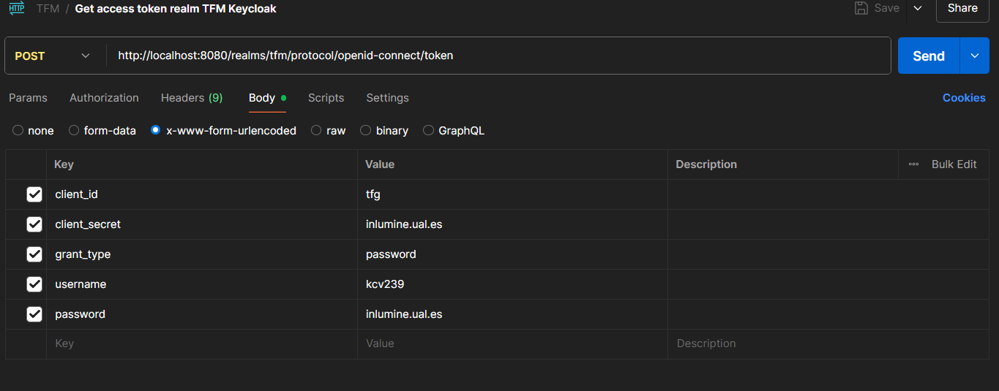 HTTP TFM / Get access token realm TFM Keycloak Save Share
POST http://localhost:8080/realms/tfm/protocol/openid-connect/token Send
Params Authorization Headers (9) Body Scripts Settings Cookies
none form-data x-www-form-urlencoded raw binary GraphQL
Key Value Description Bulk Edit
client_id tfg
client_secret inlumine.ual.es
grant_type password
username kcv239
password inlumine.ual.es
Key Value Description